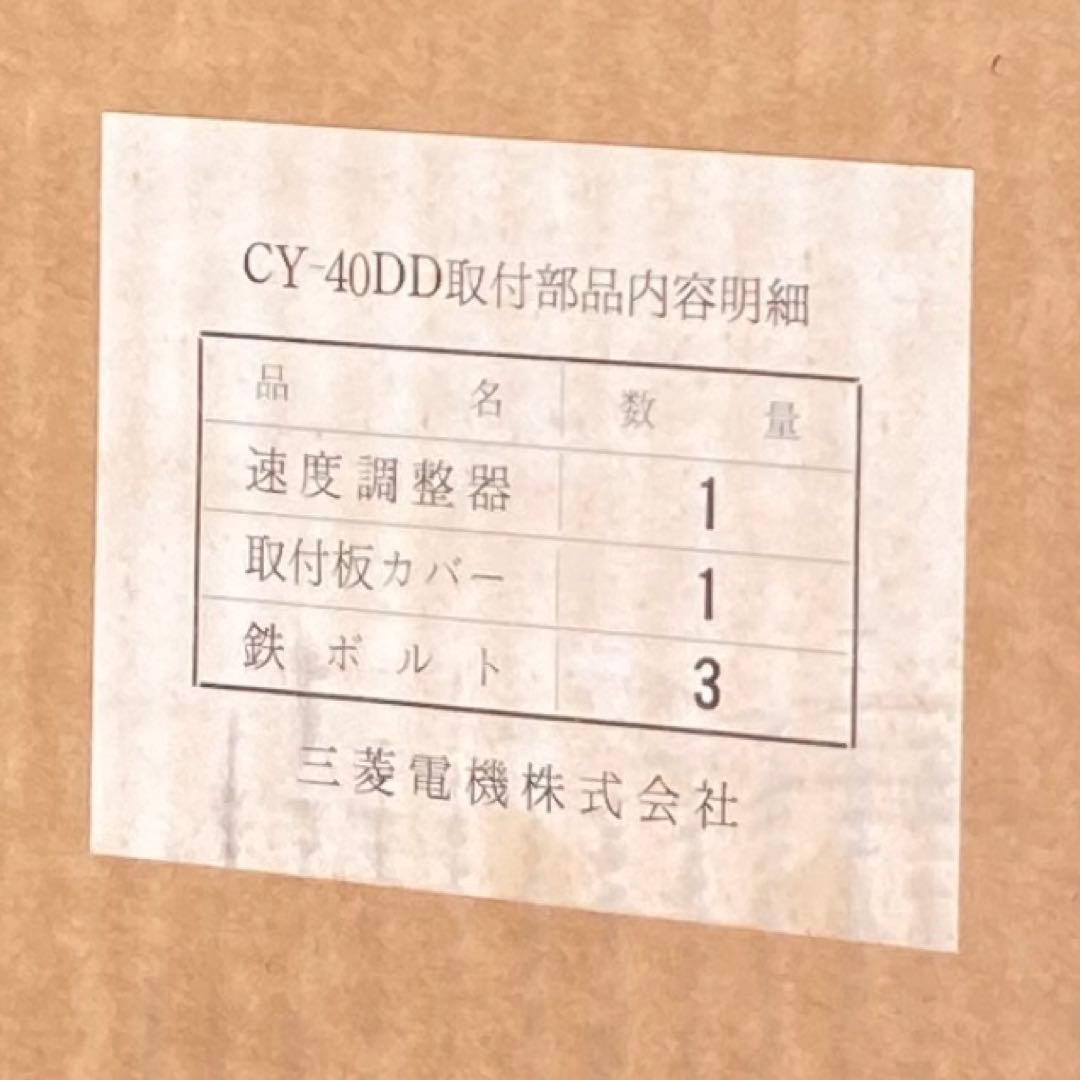 CY-40DD取付部品内容明細
品名 数量
速度調整器 1
取付板カバー 1
鉄ボルト 3
三菱電機株式会社